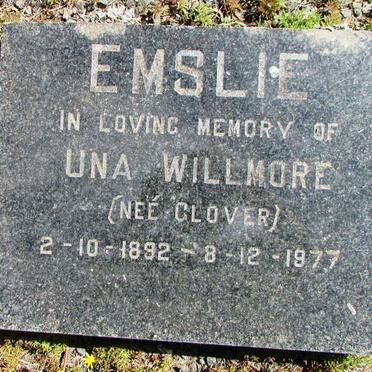 EMSLIE
IN LOVING MEMORY OF
UNA WILLMORE
(NEÉ CLOVER)
2-10-1892 - 8-12-1977